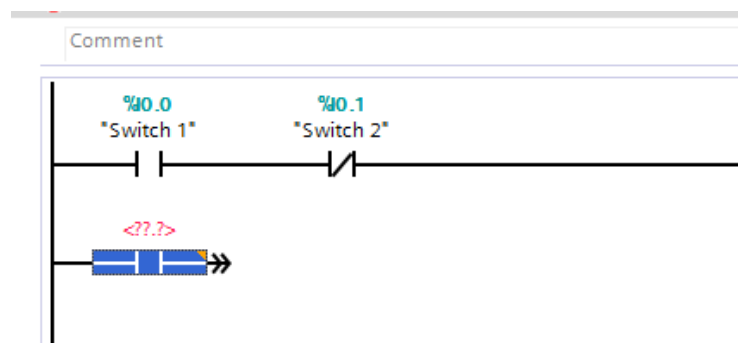 Comment
%I0.0 %I0.1
"Switch 1" "Switch 2"
<??.?>